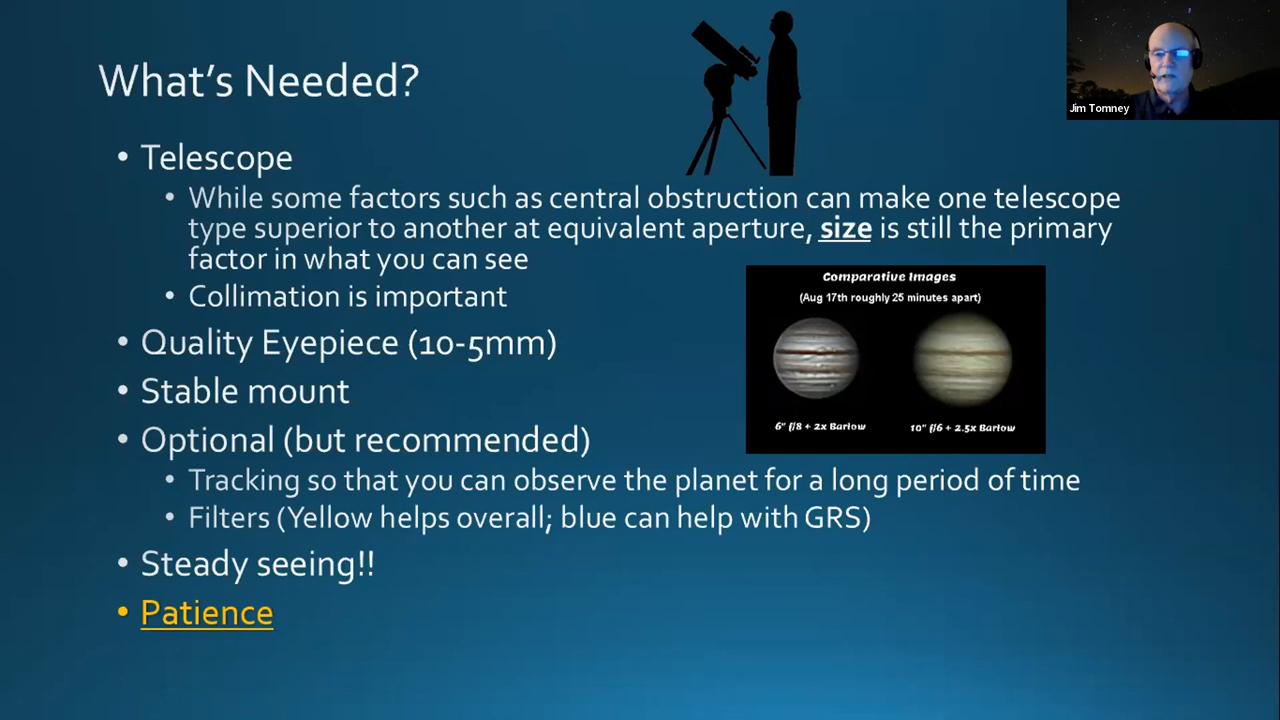 What's Needed?
Jim Tomney
• Telescope
• While some factors such as central obstruction can make one telescope
type superior to another at equivalent aperture, size is still the primary
factor in what you can see
• Collimation is important
• Quality Eyepiece (10-5mm)
• Stable mount
• Optional (but recommended)
• Tracking so that you can observe the planet for a long period of time
• Filters (Yellow helps overall; blue can help with GRS)
• Steady seeing!!
• Patience
Comparative Images
(Aug 17th roughly 25 minutes apart)
6" f/8 + 2x Barlow
10" f/6 + 2.5x Barlow